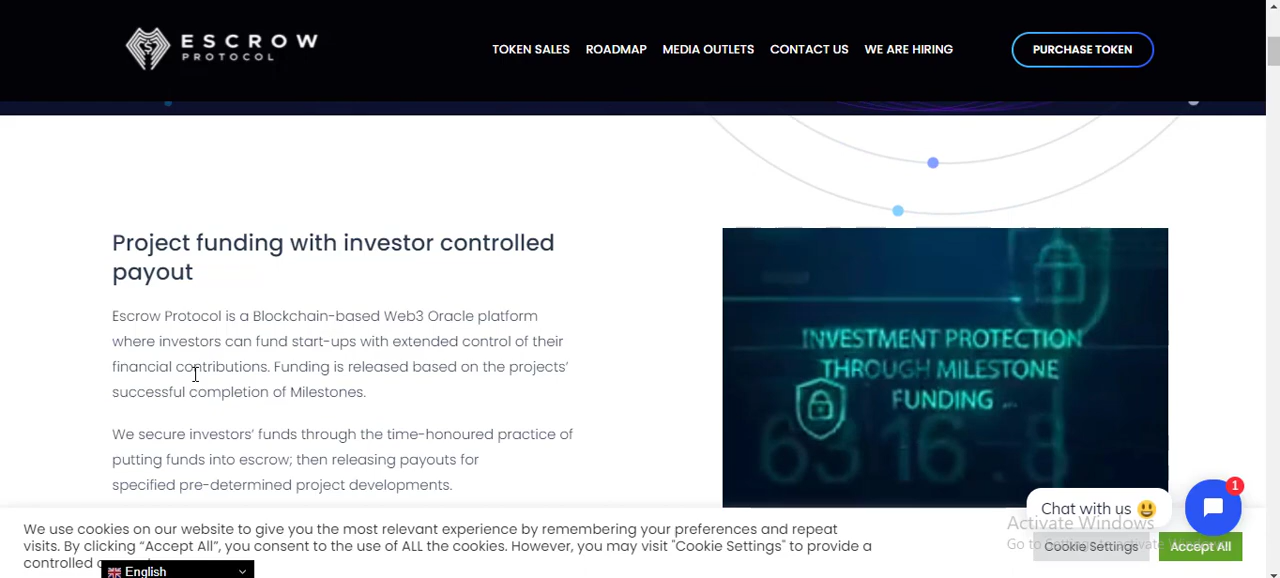 ESCROW
PROTOCOL
TOKEN SALES
ROADMAP
MEDIA OUTLETS
CONTACT US
WE ARE HIRING
PURCHASE TOKEN
Project funding with investor controlled
payout
Escrow Protocol is a Blockchain-based Web3 Oracle platform
where investors can fund start-ups with extended control of their
financial contributions. Funding is released based on the projects’
successful completion of Milestones.
We secure investors’ funds through the time-honoured practice of
putting funds into escrow; then releasing payouts for
specified pre-determined project developments.
INVESTMENT PROTECTION
THROUGH MILESTONE
FUNDING
63 16 8
1
Chat with us
Activate Windows
We use cookies on our website to give you the most relevant experience by remembering your preferences and repeat
visits. By clicking “Accept All”, you consent to the use of ALL the cookies. However, you may visit "Cookie Settings" to provide a
controlled
Cookie Settings
Accept All
English